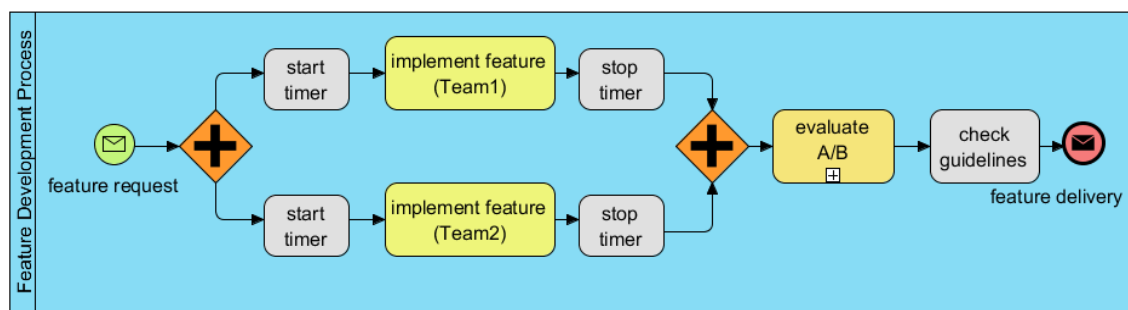 Feature Development Process
feature request
start
timer
implement feature
(Team1)
stop
timer
start
timer
implement feature
(Team2)
stop
timer
evaluate
A/B
check
guidelines
feature delivery